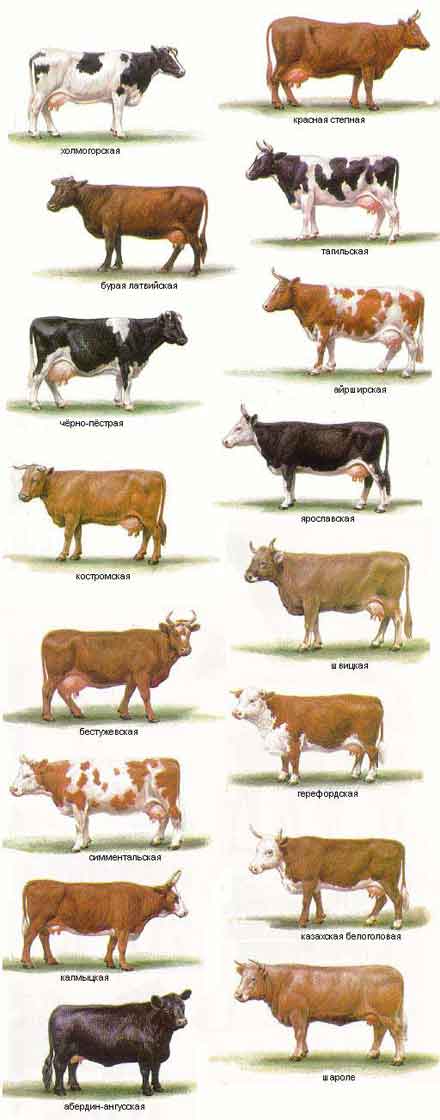 красная степная
холмогорская
тагильская
бурая латвийская
айрширская
чёрно-пёстрая
ярославская
костромская
швицкая
бестужевская
герефордская
симментальская
казахская белоголовая
калмыцкая
шароле
абердин-ангусская